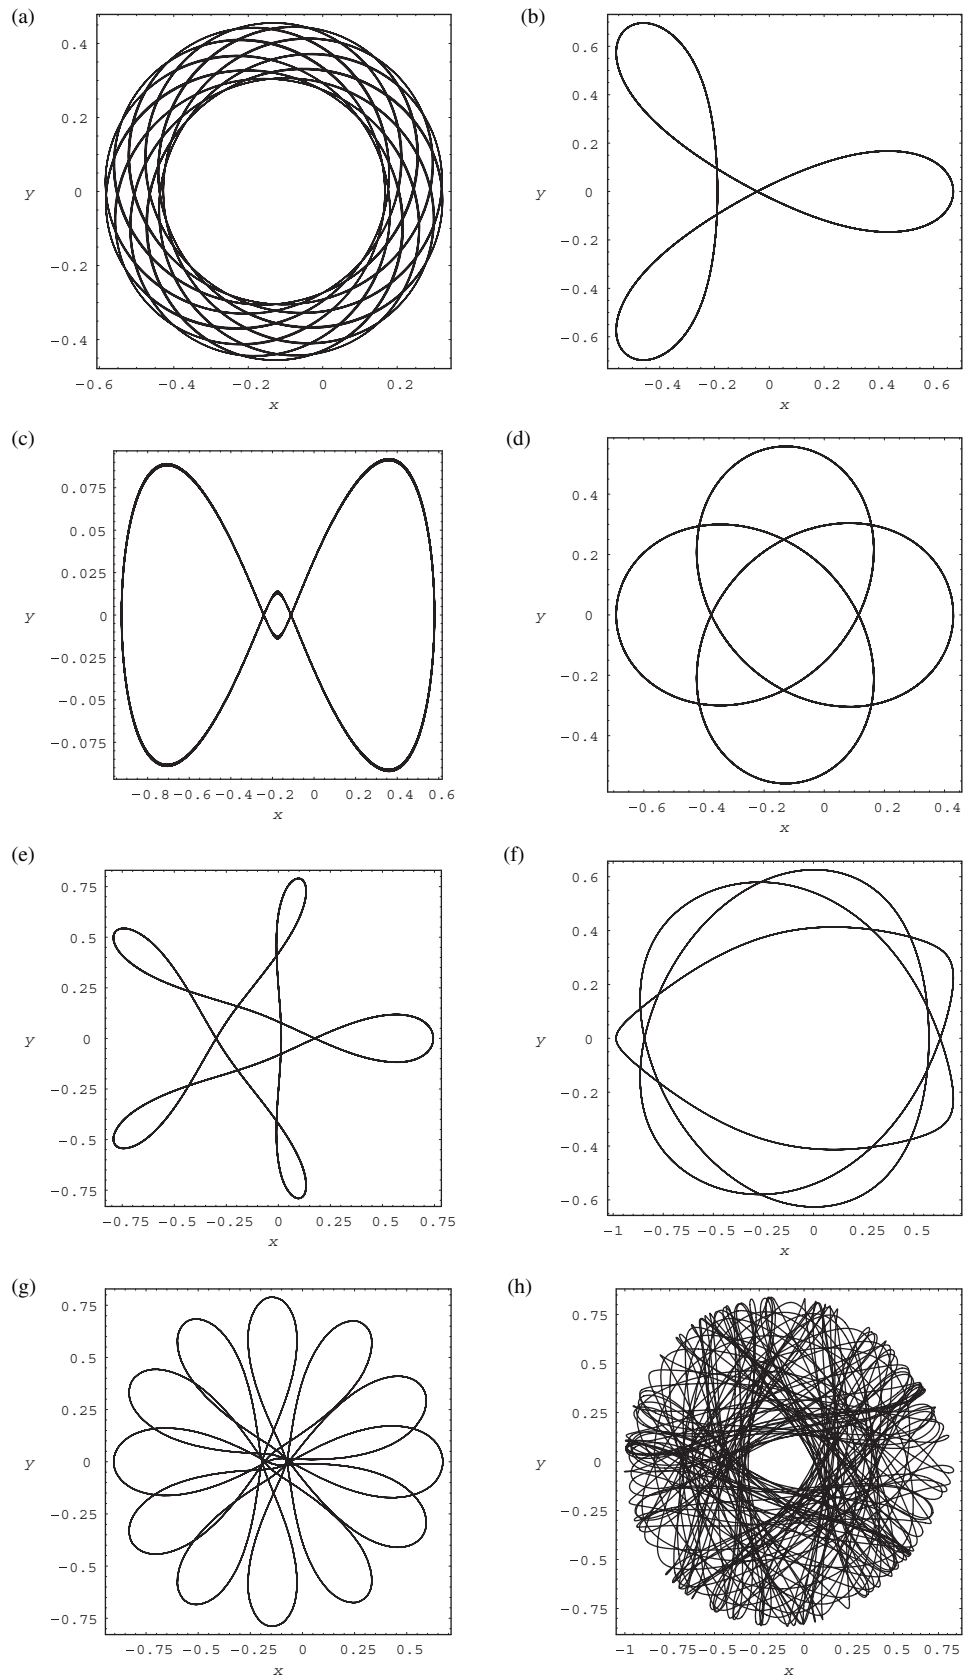 (a)
0.4
0.2
y
0
−0.2
−0.4
−0.6 −0.4 −0.2 0 0.2
x
(b)
0.6
0.4
0.2
y
0
−0.2
−0.4
−0.6
−0.4 −0.2 0 0.2 0.4 0.6
x
(c)
0.075
0.05
0.025
y
0
−0.025
−0.05
−0.075
−0.8 −0.6 −0.4 −0.2 0 0.2 0.4 0.6
x
(d)
0.4
0.2
y
0
−0.2
−0.4
−0.6 −0.4 −0.2 0 0.2 0.4
x
(e)
0.75
0.5
0.25
y
0
−0.25
−0.5
−0.75
−0.75 −0.5 −0.25 0 0.25 0.5 0.75
x
(f)
0.6
0.4
0.2
y
0
−0.2
−0.4
−0.6
−1 −0.75 −0.5 −0.25 0 0.25 0.5
x
(g)
0.75
0.5
0.25
y
0
−0.25
−0.5
−0.75
−0.75 −0.5 −0.25 0 0.25 0.5
x
(h)
0.75
0.5
0.25
y
0
−0.25
−0.5
−0.75
−1 −0.75 −0.5 −0.25 0 0.25 0.5 0.75
x